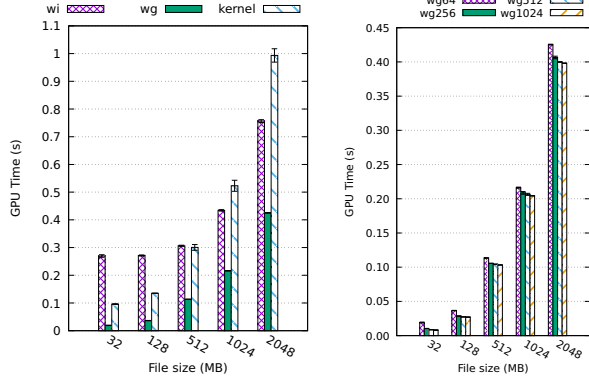 wi wg kernel
1.1
1
0.9
0.8
0.7
0.6
0.5
0.4
0.3
0.2
0.1
0
GPU Time (s)
32 128 512 1024 2048
File size (MB)
wg64 wg512
wg256 wg1024
0.45
0.40
0.35
0.30
0.25
0.20
0.15
0.10
0.05
0.00
GPU Time (s)
32 128 512 1024 2048
File size (MB)